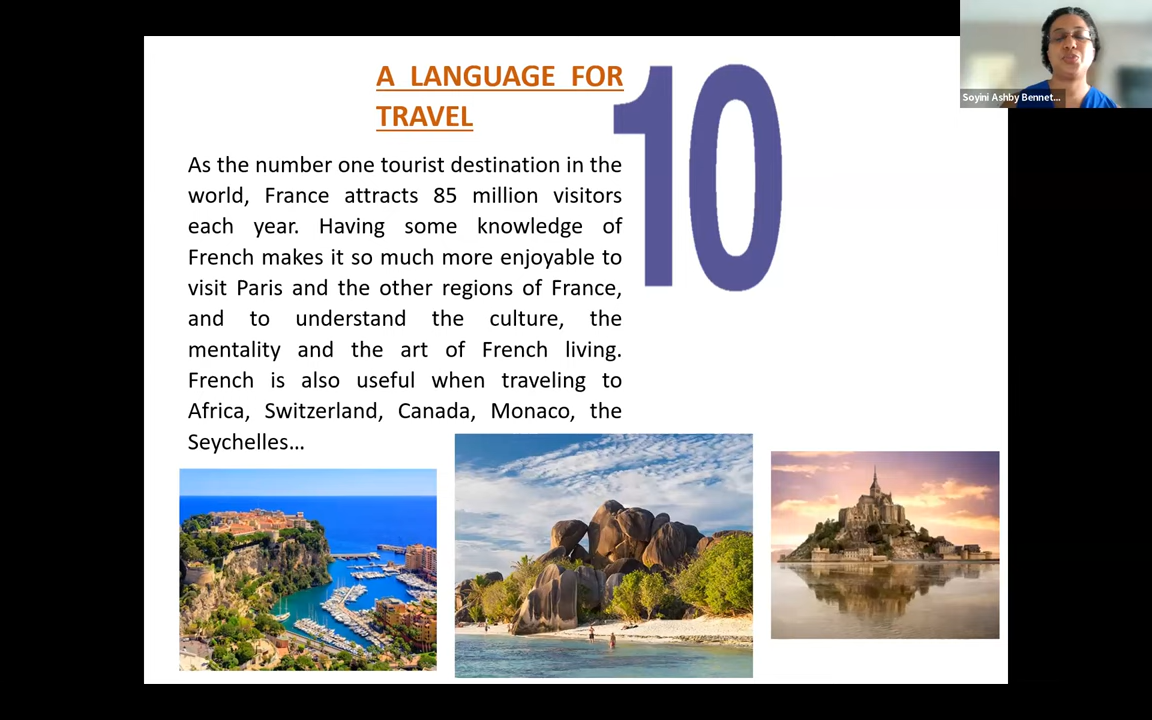 A LANGUAGE FOR
TRAVEL
10
As the number one tourist destination in the
world, France attracts 85 million visitors
each year. Having some knowledge of
French makes it so much more enjoyable to
visit Paris and the other regions of France,
and to understand the culture, the
mentality and the art of French living.
French is also useful when traveling to
Africa, Switzerland, Canada, Monaco, the
Seychelles…
Soyini Ashby Bennet...